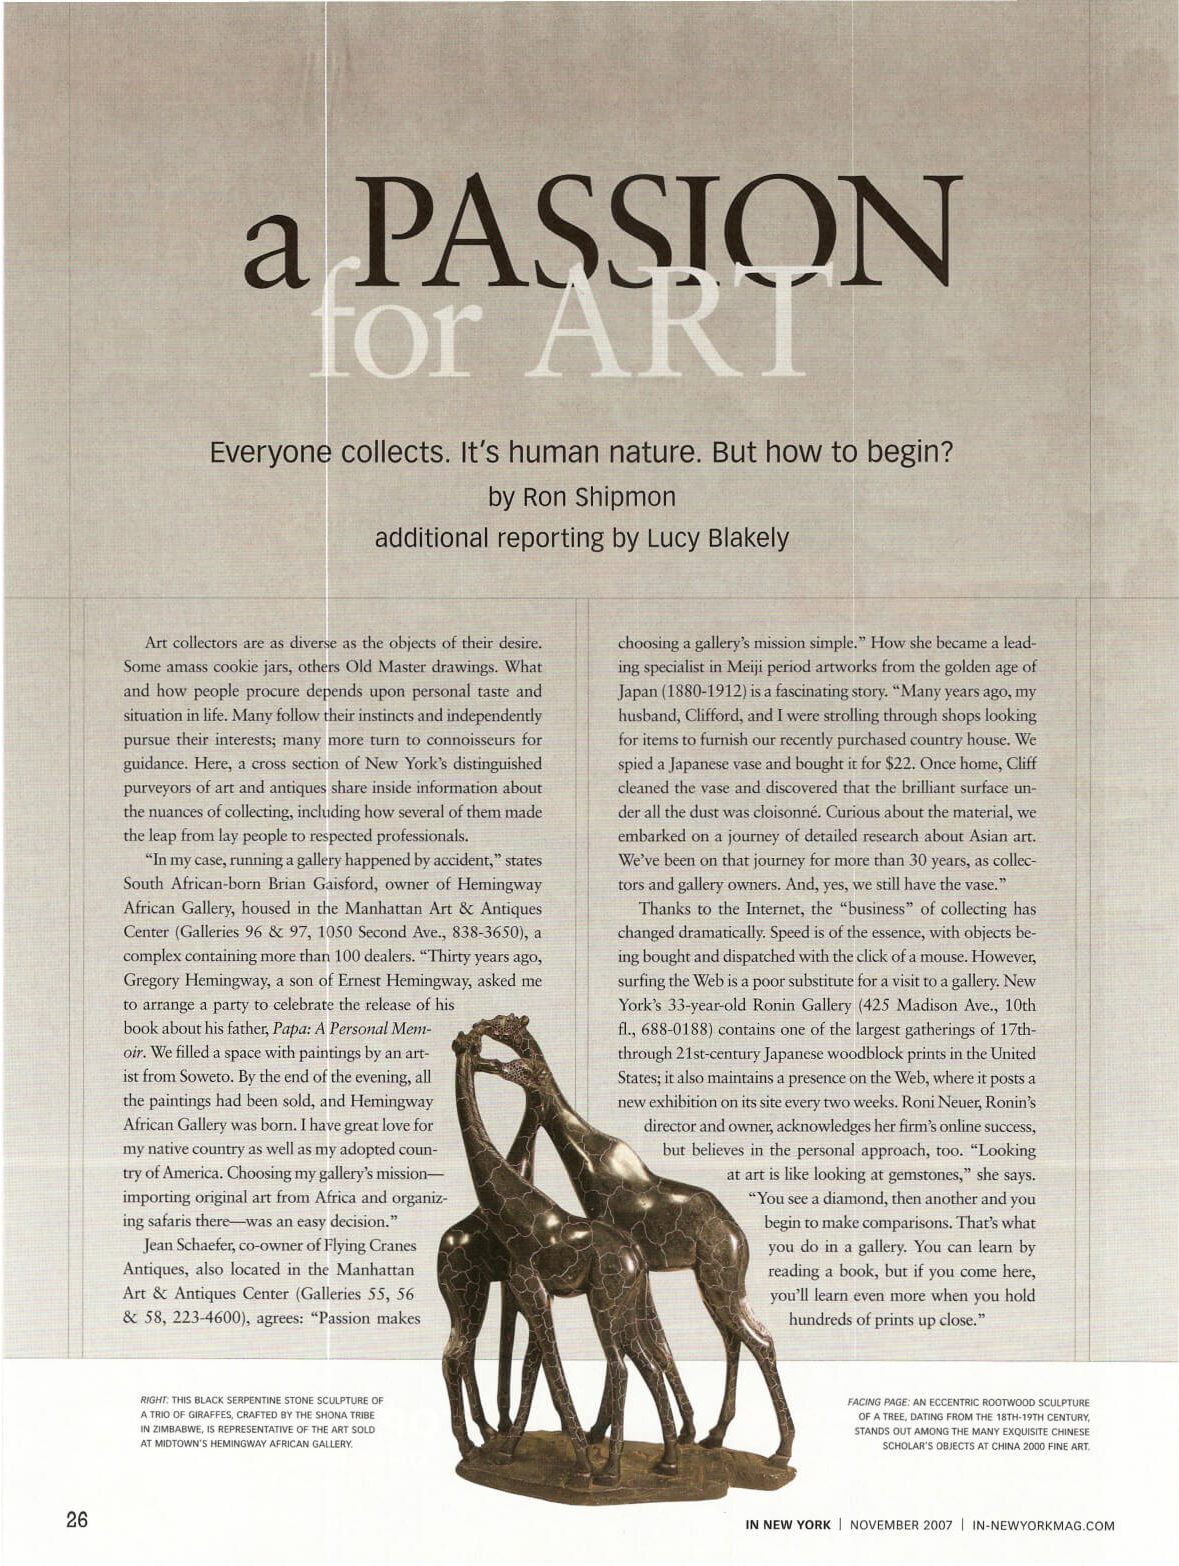 a PASSION
for ART
Everyone collects. It's human nature. But how to begin?
by Ron Shipmon
additional reporting by Lucy Blakely
Art collectors are as diverse as the objects of their desire.
Some amass cookie jars, others Old Master drawings. What
and how people procure depends upon personal taste and
situation in life. Many follow their instincts and independently
pursue their interests; many more turn to connoisseurs for
guidance. Here, a cross section of New York's distinguished
purveyors of art and antiques share inside information about
the nuances of collecting, including how several of them made
the leap from lay people to respected professionals.
“In my case, running a gallery happened by accident,” states
South African-born Brian Gaisford, owner of Hemingway
African Gallery, housed in the Manhattan Art & Antiques
Center (Galleries 96 & 97, 1050 Second Ave., 838-3650), a
complex containing more than 100 dealers. “Thirty years ago,
Gregory Hemingway, a son of Ernest Hemingway, asked me
to arrange a party to celebrate the release of his
book about his father, Papa: A Personal Mem-
oir. We filled a space with paintings by an art-
ist from Soweto. By the end of the evening, all
the paintings had been sold, and Hemingway
African Gallery was born. I have great love for
my native country as well as my adopted coun-
try of America. Choosing my gallery's mission—
importing original art from Africa and organiz-
ing safaris there—was an easy decision.”
Jean Schaefer, co-owner of Flying Cranes
Antiques, also located in the Manhattan
Art & Antiques Center (Galleries 55, 56
& 58, 223-4600), agrees: “Passion makes
choosing a gallery's mission simple.” How she became a lead-
ing specialist in Meiji period artworks from the golden age of
Japan (1880-1912) is a fascinating story. “Many years ago, my
husband, Clifford, and I were strolling through shops looking
for items to furnish our recently purchased country house. We
spied a Japanese vase and bought it for $22. Once home, Cliff
cleaned the vase and discovered that the brilliant surface un-
der all the dust was cloisonné. Curious about the material, we
embarked on a journey of detailed research about Asian art.
We've been on that journey for more than 30 years, as collec-
tors and gallery owners. And, yes, we still have the vase.”
Thanks to the Internet, the “business” of collecting has
changed dramatically. Speed is of the essence, with objects be-
ing bought and dispatched with the click of a mouse. However,
surfing the Web is a poor substitute for a visit to a gallery. New
York's 33-year-old Ronin Gallery (425 Madison Ave., 10th
fl., 688-0188) contains one of the largest gatherings of 17th-
through 21st-century Japanese woodblock prints in the United
States; it also maintains a presence on the Web, where it posts a
new exhibition on its site every two weeks. Roni Neuer, Ronin's
director and owner, acknowledges her firm's online success,
but believes in the personal approach, too. “Looking
at art is like looking at gemstones,” she says.
“You see a diamond, then another and you
begin to make comparisons. That's what
you do in a gallery. You can learn by
reading a book, but if you come here,
you'll learn even more when you hold
hundreds of prints up close.”
RIGHT: THIS BLACK SERPENTINE STONE SCULPTURE OF
A TRIO OF GIRAFFES, CRAFTED BY THE SHONA TRIBE
IN ZIMBABWE, IS REPRESENTATIVE OF THE ART SOLD
AT MIDTOWN'S HEMINGWAY AFRICAN GALLERY.
FACING PAGE: AN ECCENTRIC ROOTWOOD SCULPTURE
OF A TREE, DATING FROM THE 18TH-19TH CENTURY,
STANDS OUT AMONG THE MANY EXQUISITE CHINESE
SCHOLAR'S OBJECTS AT CHINA 2000 FINE ART.
26
IN NEW YORK | NOVEMBER 2007 | IN-NEWYORKMAG.COM